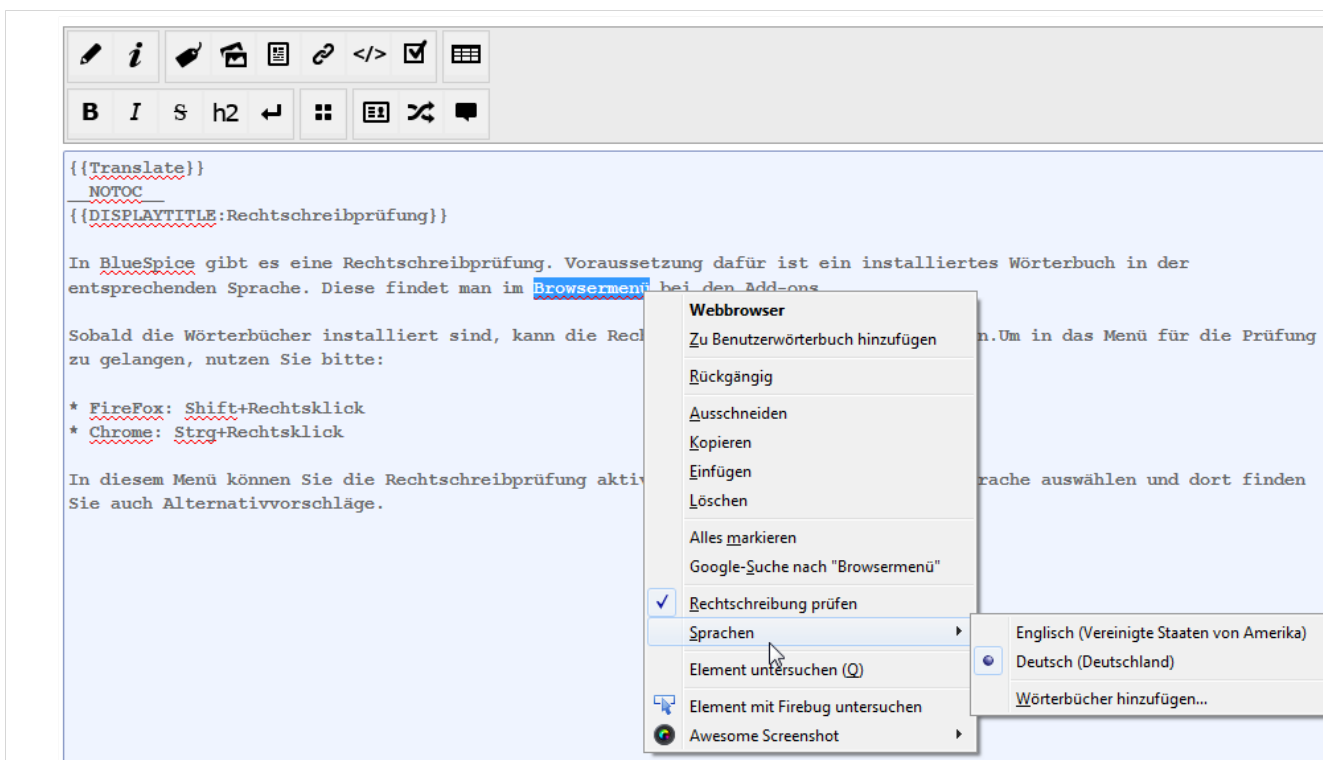 B I S h2
{{Translate}}
__NOTOC__
{{DISPLAYTITLE:Rechtschreibprüfung}}
In BlueSpice gibt es eine Rechtschreibprüfung. Voraussetzung dafür ist ein installiertes Wörterbuch in der
entsprechenden Sprache. Diese findet man im Browsermenü bei den Add-ons
Sobald die Wörterbücher installiert sind, kann die Rec n.Um in das Menü für die Prüfung
zu gelangen, nutzen Sie bitte:
* FireFox: Shift+Rechtsklick
* Chrome: Strg+Rechtsklick
In diesem Menü können Sie die Rechtschreibprüfung akti rache auswählen und dort finden
Sie auch Alternativvorschläge.
Webbrowser
Zu Benutzerwörterbuch hinzufügen
Rückgängig
Ausschneiden
Kopieren
Einfügen
Löschen
Alles markieren
Google-Suche nach "Browsermenü"
Rechtschreibung prüfen
Sprachen
Element untersuchen (Q)
Element mit Firebug untersuchen
Awesome Screenshot
Englisch (Vereinigte Staaten von Amerika)
Deutsch (Deutschland)
Wörterbücher hinzufügen...